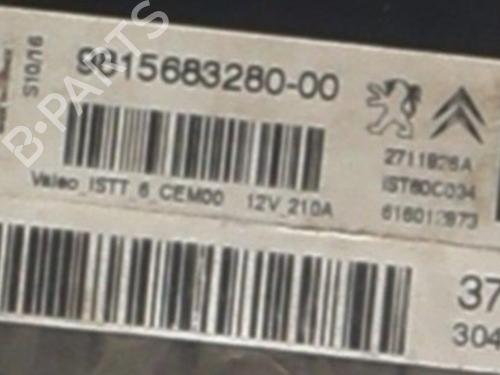 S10/16
9815683280-00
2711826A
Valeo_ISTT_6_CEM00 12V_210A
IST60C034
616012873
37
304
B-PARTS